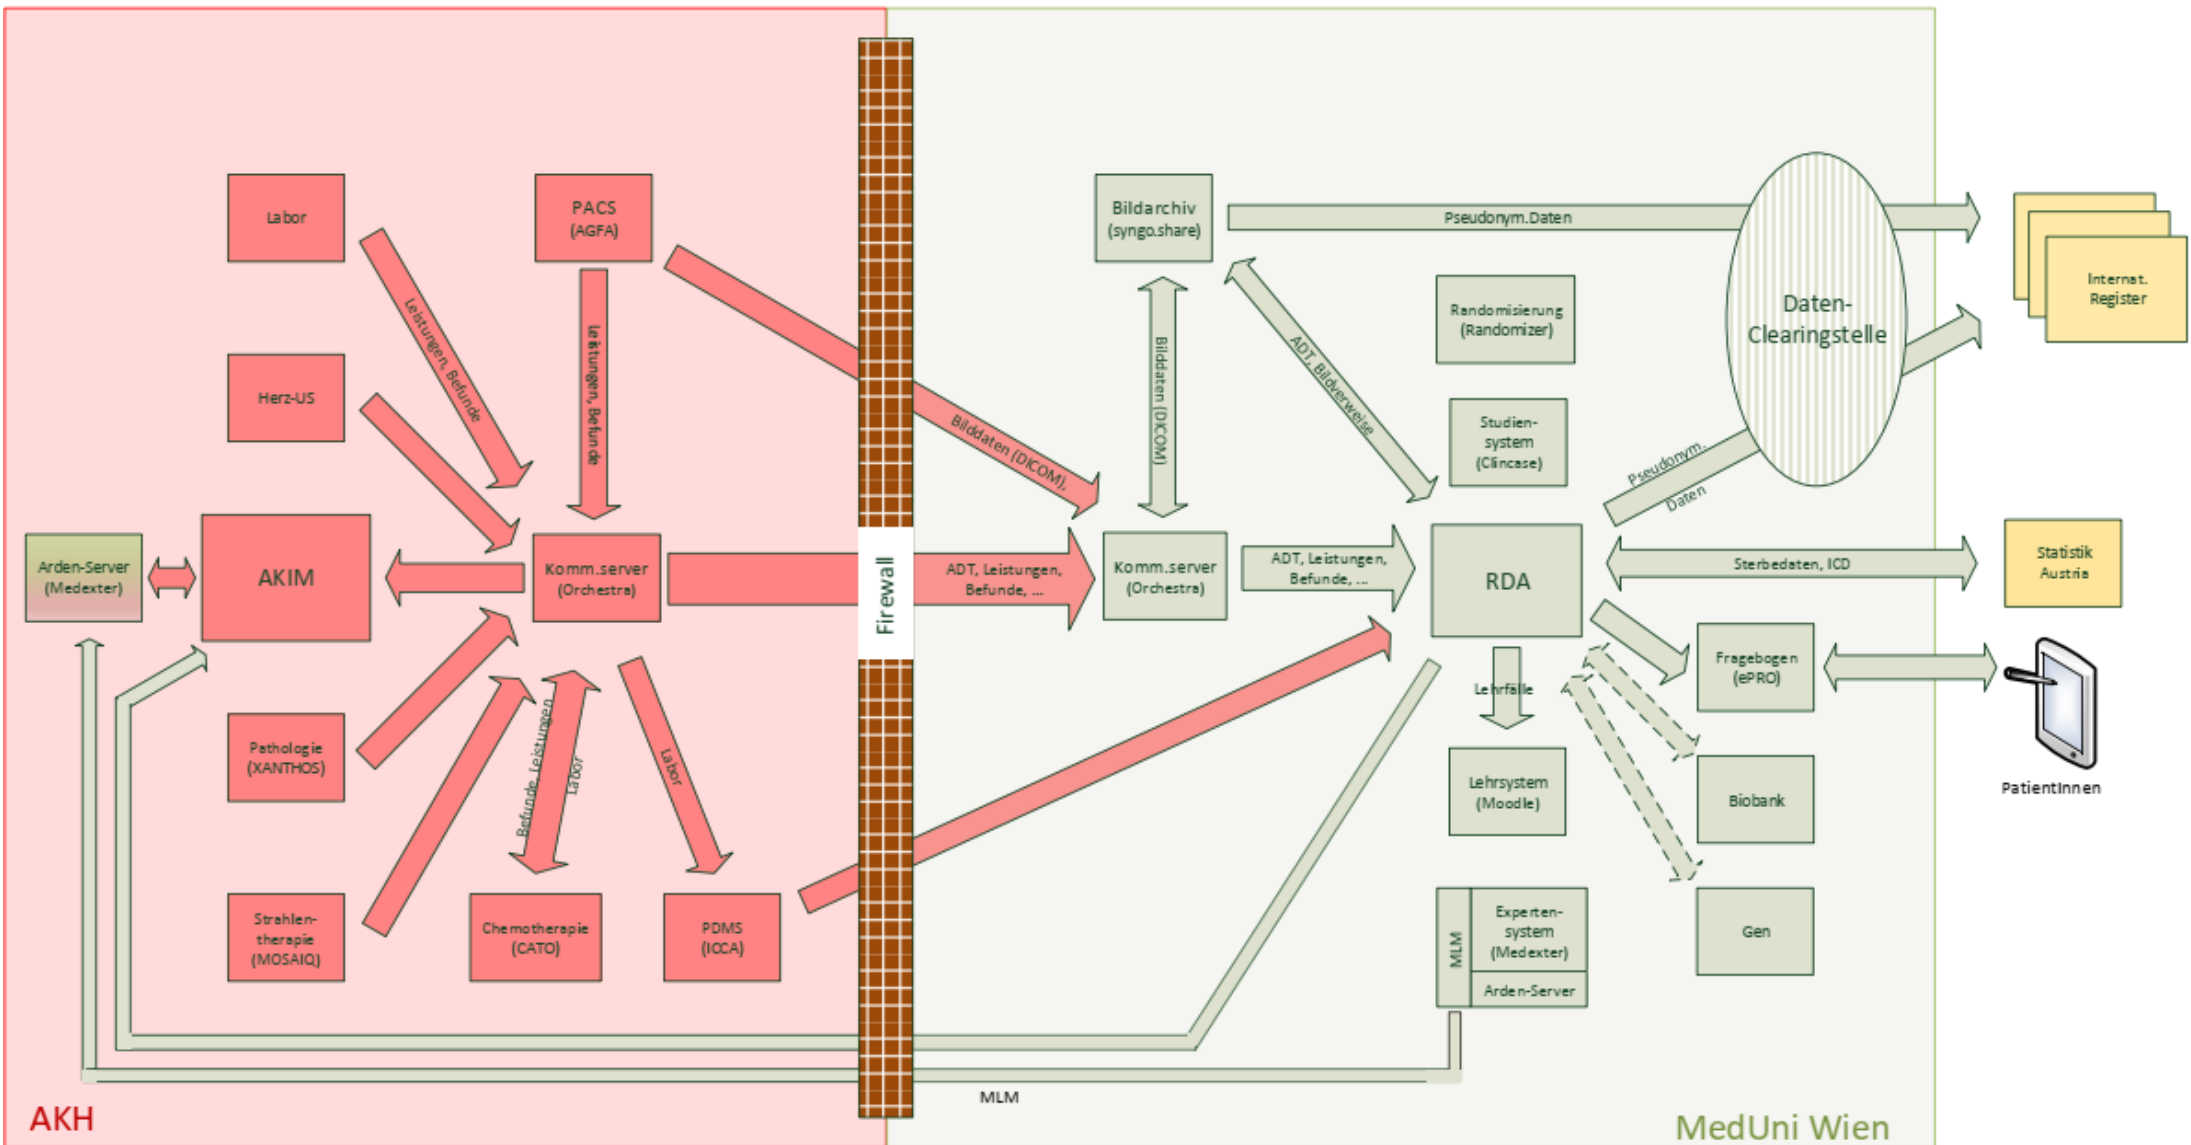 Labor
PACS
(AGFA)
Bildarchiv
(syngo.share)
Pseudonym.Daten
Internat.
Register
Randomisierung
(Randomizer)
Daten-
Clearingstelle
Leistungen, Befunde
Leistungen, Befunde
Bilddaten (DICOM)
ADT, Bildverweise
Herz-US
Bilddaten (DICOM),
Studien-
system
(Clincase)
Pseudonym.
Daten
Arden-Server
(Medexter)
AKIM
Komm.server
(Orchestra)
Firewall
ADT, Leistungen,
Befunde, ...
Komm.server
(Orchestra)
ADT, Leistungen,
Befunde, ...
RDA
Sterbedaten, ICD
Statistik
Austria
Fragebogen
(ePRO)
Lehrfälle
PatientInnen
Pathologie
(XANTHOS)
Befunde, Leistungen
Labor
Labor
Lehrsystem
(Moodle)
Biobank
Strahlen-
therapie
(MOSAIQ)
Chemotherapie
(CATO)
PDMS
(ICCA)
MLM
Experten-
system
(Medexter)
Arden-Server
Gen
MLM
AKH
MedUni Wien